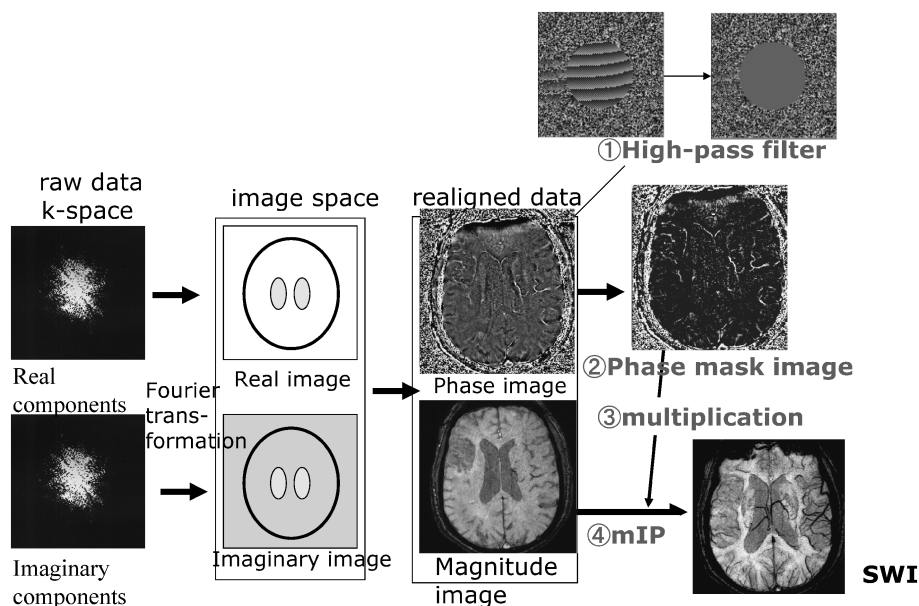 ①High-pass filter
raw data
k-space
image space
realigned data
Real
components
Fourier
trans-
formation
Real image
Phase image
②Phase mask image
③multiplication
④mIP
Imaginary
components
Imaginary image
Magnitude
image
SWI